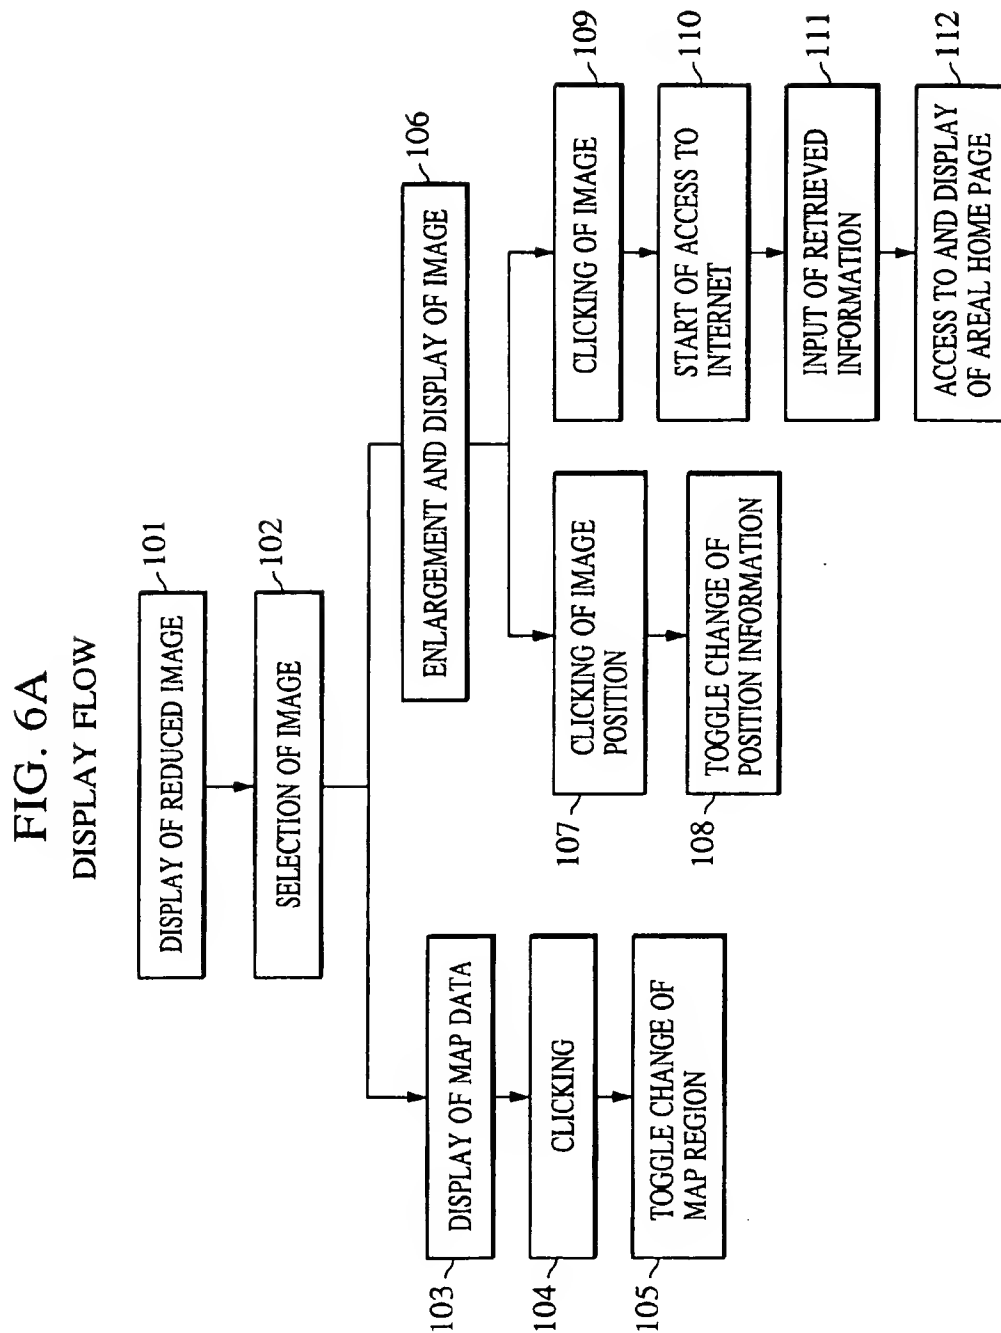 FIG. 6A
DISPLAY FLOW
101
DISPLAY OF REDUCED IMAGE
102
SELECTION OF IMAGE
103
DISPLAY OF MAP DATA
104
CLICKING
105
TOGGLE CHANGE OF
MAP REGION
106
ENLARGEMENT AND DISPLAY OF IMAGE
107
CLICKING OF IMAGE
POSITION
108
TOGGLE CHANGE OF
POSITION INFORMATION
109
CLICKING OF IMAGE
110
START OF ACCESS TO
INTERNET
111
INPUT OF RETRIEVED
INFORMATION
112
ACCESS TO AND DISPLAY
OF AREAL HOME PAGE